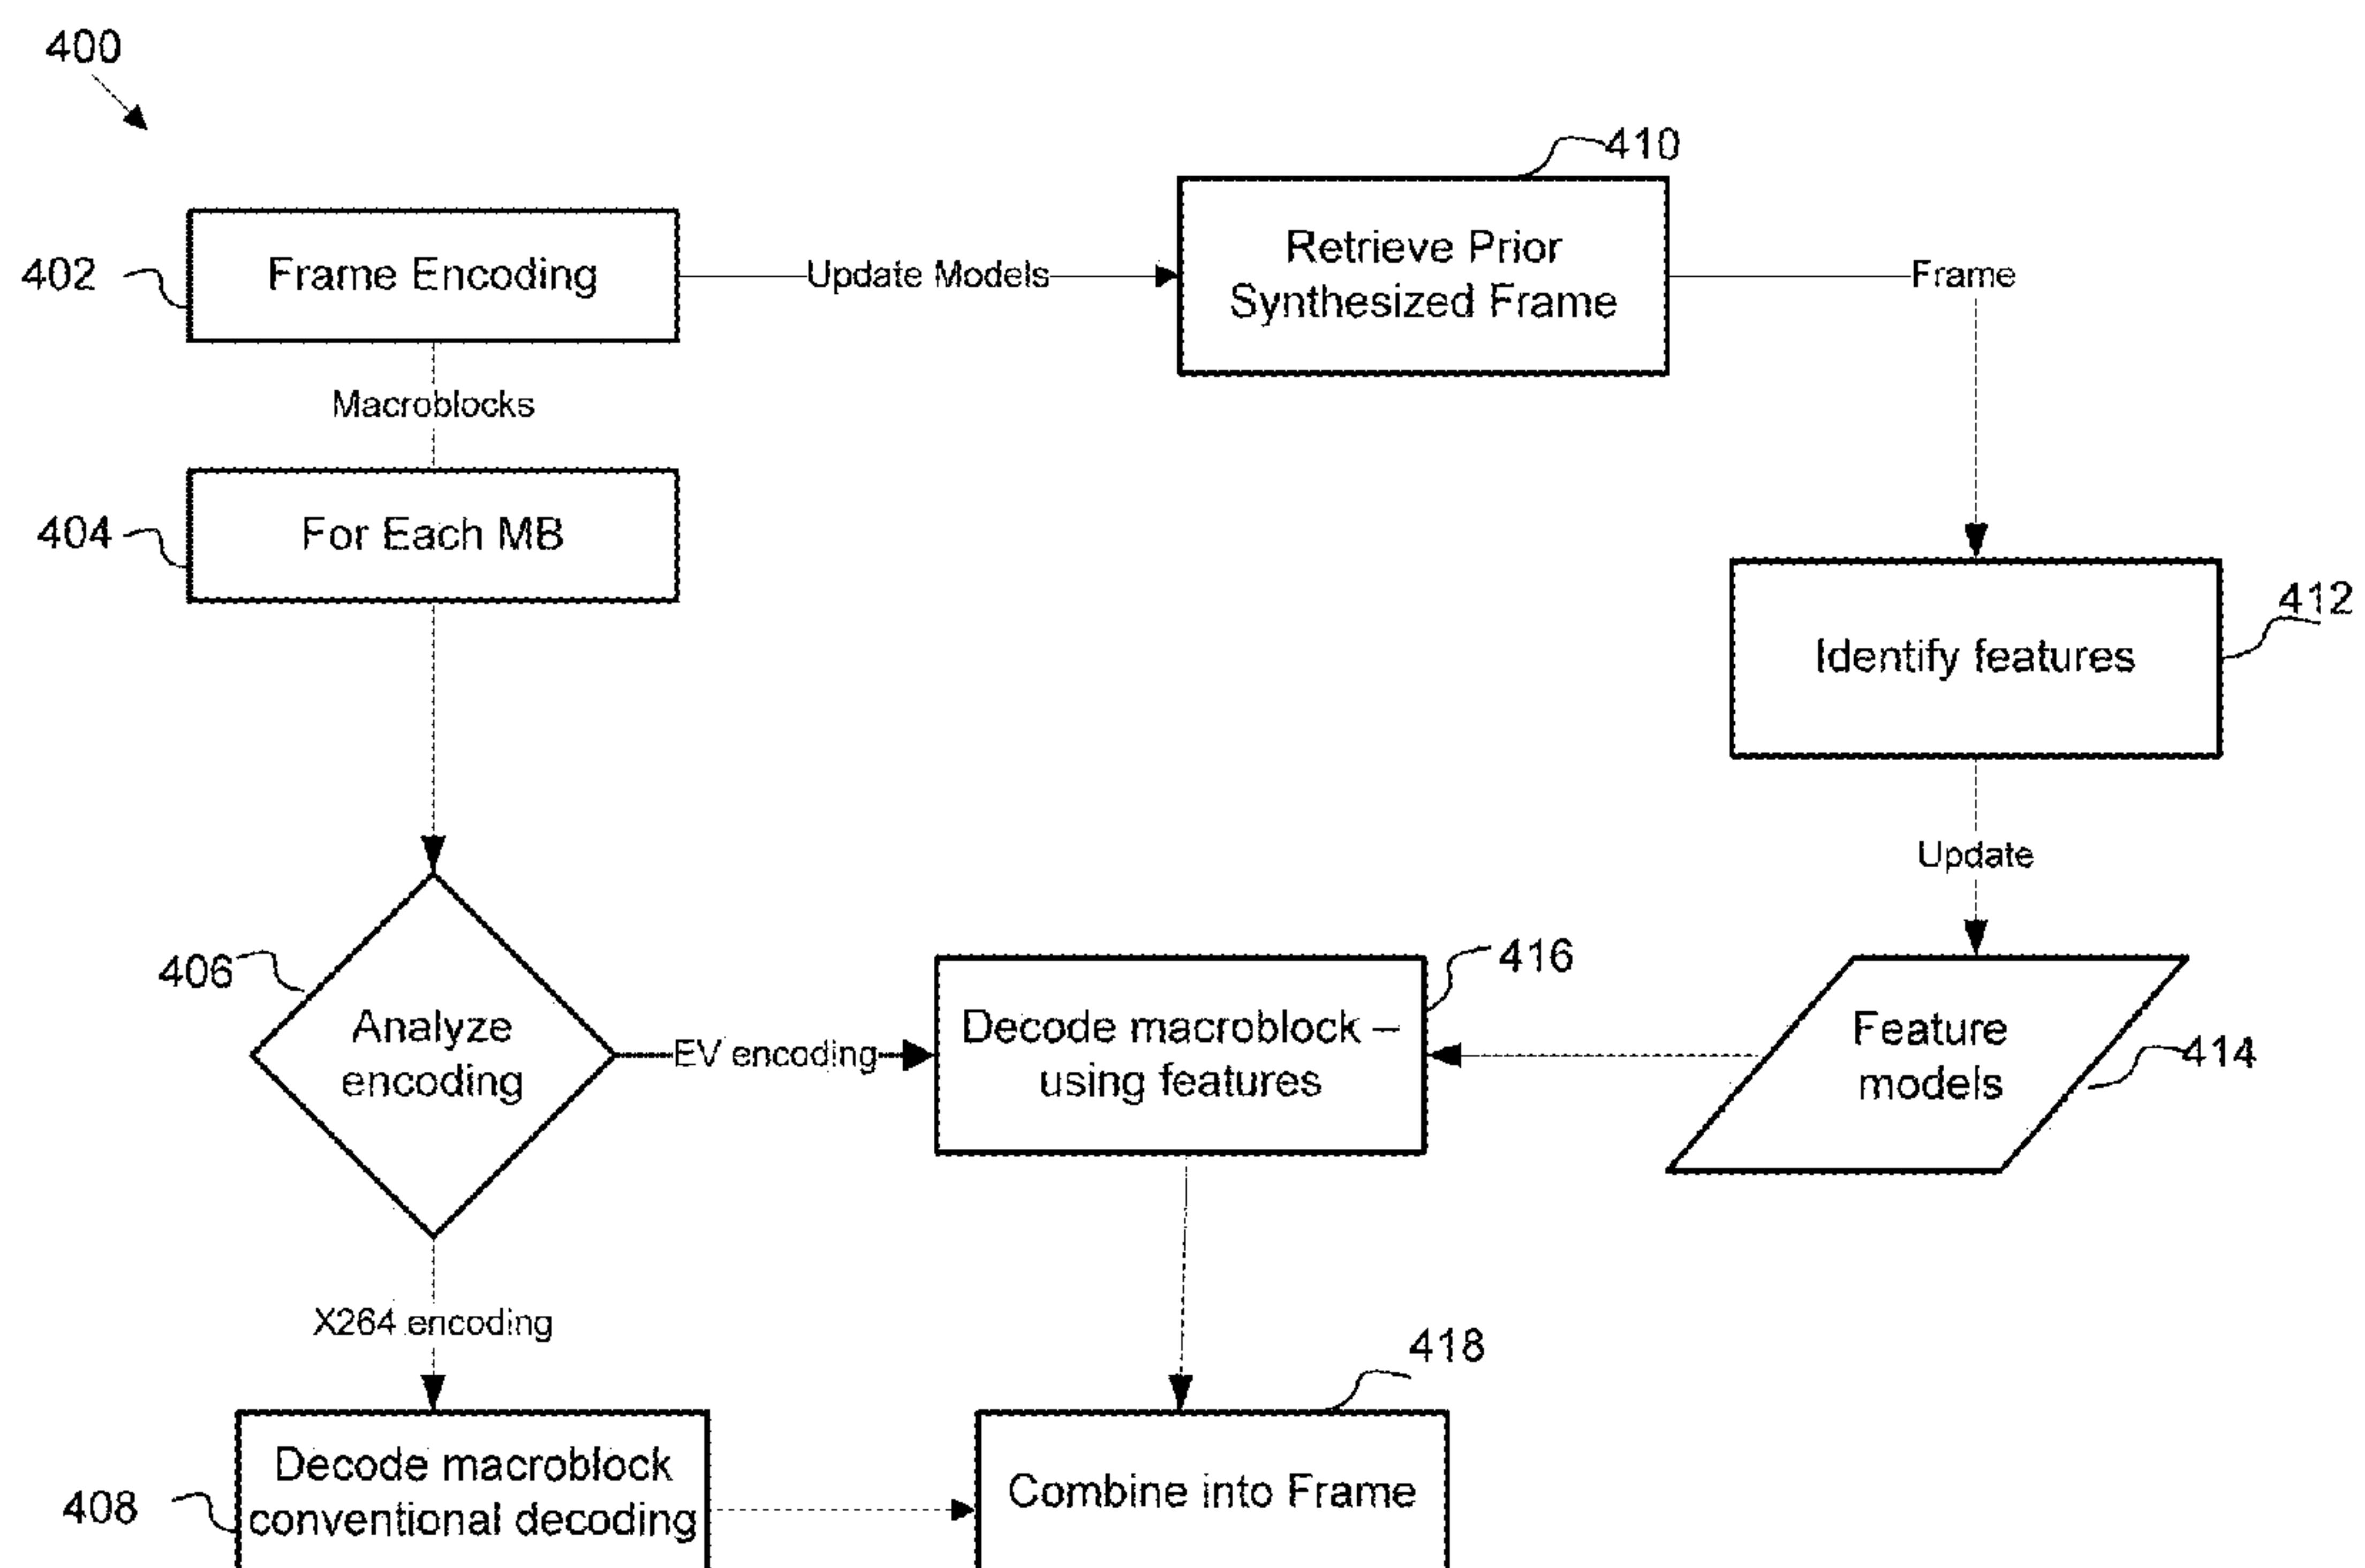 400
410
402
Frame Encoding
Update Models
Retrieve Prior
Synthesized Frame
Frame
Macroblocks
404
For Each MB
412
Identify features
Update
406
Analyze
encoding
EV encoding
416
Decode macroblock –
using features
Feature
models
414
X264 encoding
418
408
Decode macroblock
conventional decoding
Combine into Frame